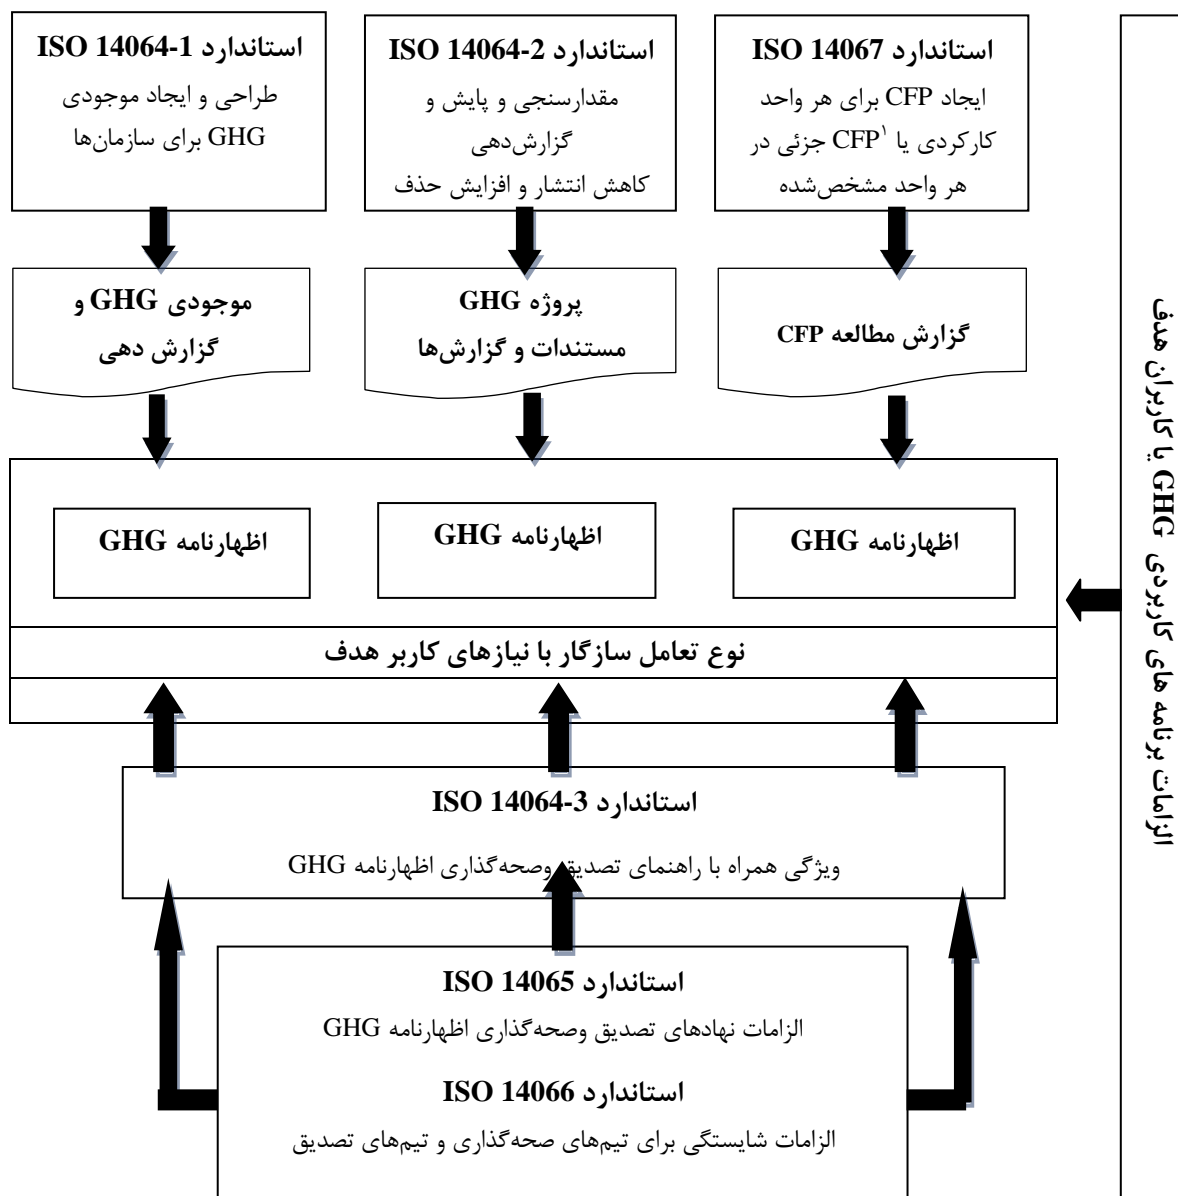 استاندارد ISO 14064-1
طراحی و ایجاد موجودی
GHG برای سازمان‌ها
استاندارد ISO 14064-2
مقدارسنجی و پایش و
گزارش‌دهی
کاهش انتشار و افزایش حذف
استاندارد ISO 14067
ایجاد CFP برای هر واحد
کارکردی یا CFP۱ جزئی در
هر واحد مشخص‌شده
موجودی GHG و
گزارش دهی
پروژه GHG
مستندات و گزارش‌ها
گزارش مطالعه CFP
اظهارنامه GHG
اظهارنامه GHG
اظهارنامه GHG
نوع تعامل سازگار با نیازهای کاربر هدف
استاندارد ISO 14064-3
ویژگی همراه با راهنمای تصدیق وصحه‌گذاری اظهارنامه GHG
استاندارد ISO 14065
الزامات نهادهای تصدیق وصحه‌گذاری اظهارنامه GHG
استاندارد ISO 14066
الزامات شایستگی برای تیم‌های صحه‌گذاری و تیم‌های تصدیق
الزامات برنامه های کاربردی GHG یا کاربران هدف